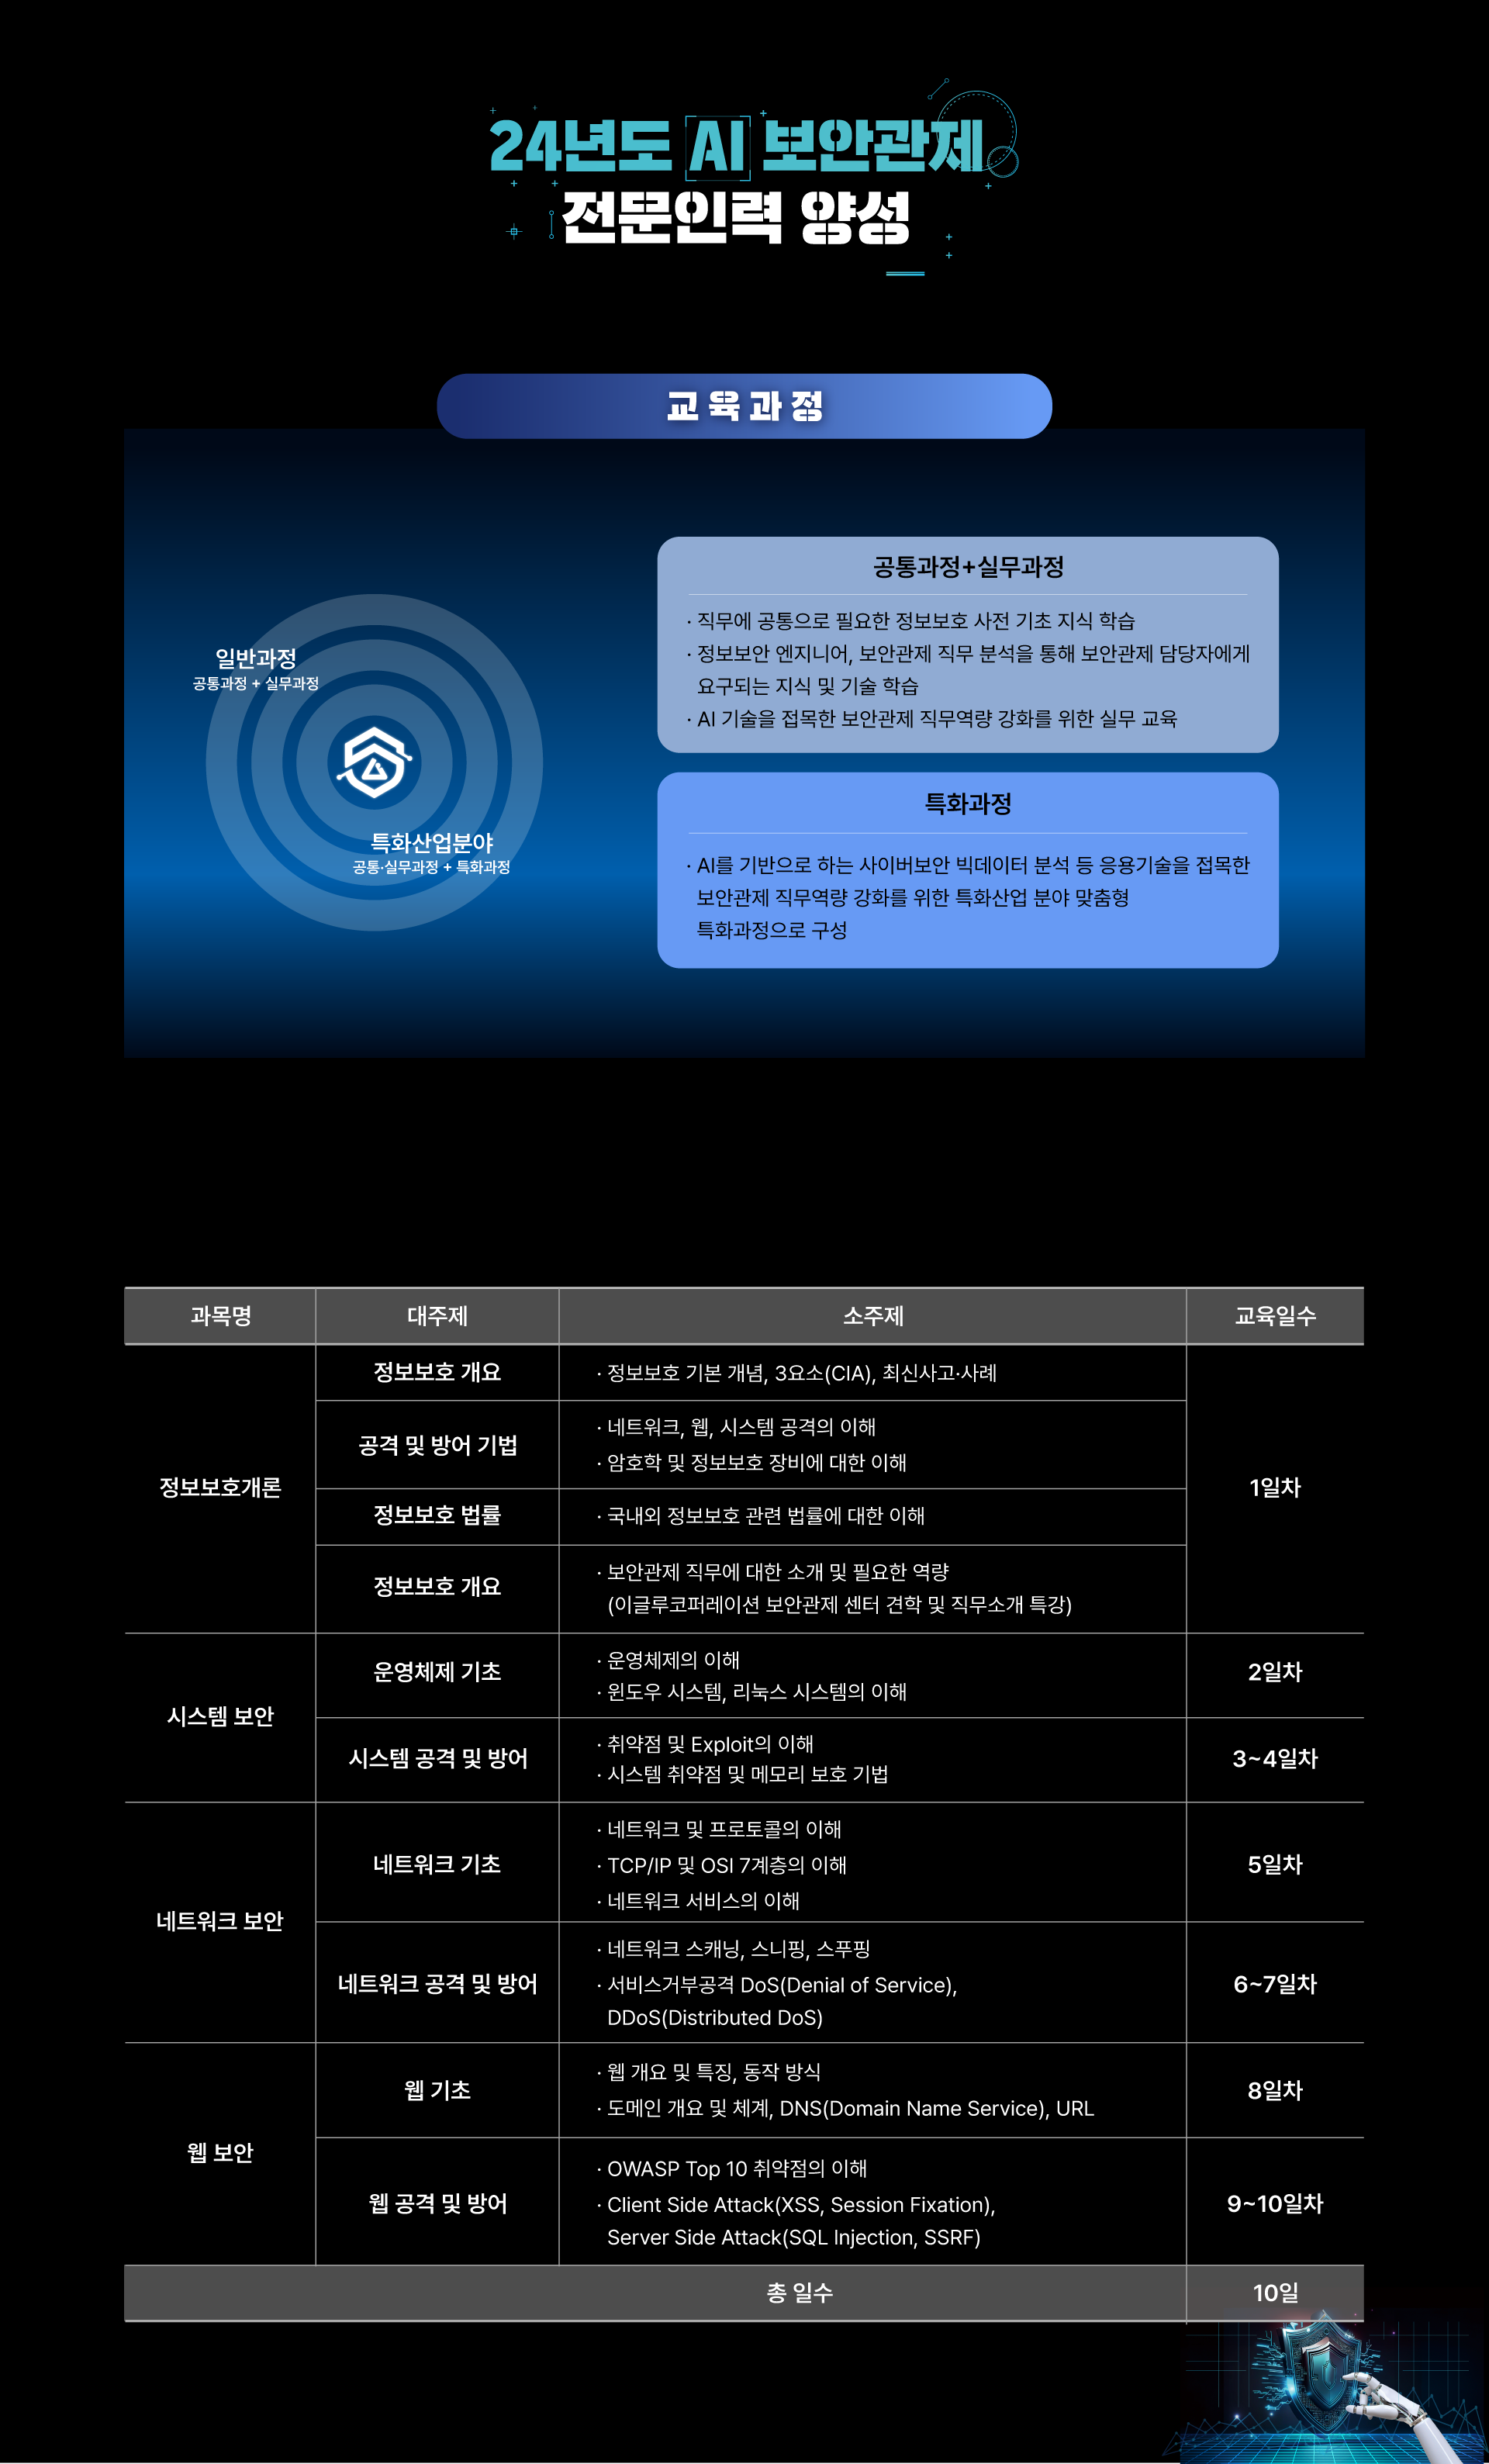 24년도 AI 보안관제
전문인력 양성
교육과정
일반과정
공통과정 + 실무과정
특화산업분야
공통·실무과정 + 특화과정
공통과정+실무과정
· 직무에 공통으로 필요한 정보보호 사전 기초 지식 학습
· 정보보안 엔지니어, 보안관제 직무 분석을 통해 보안관제 담당자에게
요구되는 지식 및 기술 학습
· AI 기술을 접목한 보안관제 직무역량 강화를 위한 실무 교육
특화과정
· AI를 기반으로 하는 사이버보안 빅데이터 분석 등 응용기술을 접목한
보안관제 직무역량 강화를 위한 특화산업 분야 맞춤형
특화과정으로 구성
과목명 대주제 소주제 교육일수
정보보호개론
정보보호 개요
· 정보보호 기본 개념, 3요소(CIA), 최신사고·사례
1일차
공격 및 방어 기법
· 네트워크, 웹, 시스템 공격의 이해
· 암호학 및 정보보호 장비에 대한 이해
정보보호 법률
· 국내외 정보보호 관련 법률에 대한 이해
정보보호 개요
· 보안관제 직무에 대한 소개 및 필요한 역량
(이글루코퍼레이션 보안관제 센터 견학 및 직무소개 특강)
시스템 보안
운영체제 기초
· 운영체제의 이해
· 윈도우 시스템, 리눅스 시스템의 이해
2일차
시스템 공격 및 방어
· 취약점 및 Exploit의 이해
· 시스템 취약점 및 메모리 보호 기법
3~4일차
네트워크 보안
네트워크 기초
· 네트워크 및 프로토콜의 이해
· TCP/IP 및 OSI 7계층의 이해
· 네트워크 서비스의 이해
5일차
네트워크 공격 및 방어
· 네트워크 스캐닝, 스니핑, 스푸핑
· 서비스거부공격 DoS(Denial of Service),
DDoS(Distributed DoS)
6~7일차
웹 보안
웹 기초
· 웹 개요 및 특징, 동작 방식
· 도메인 개요 및 체계, DNS(Domain Name Service), URL
8일차
웹 공격 및 방어
· OWASP Top 10 취약점의 이해
· Client Side Attack(XSS, Session Fixation),
Server Side Attack(SQL Injection, SSRF)
9~10일차
총 일수 10일